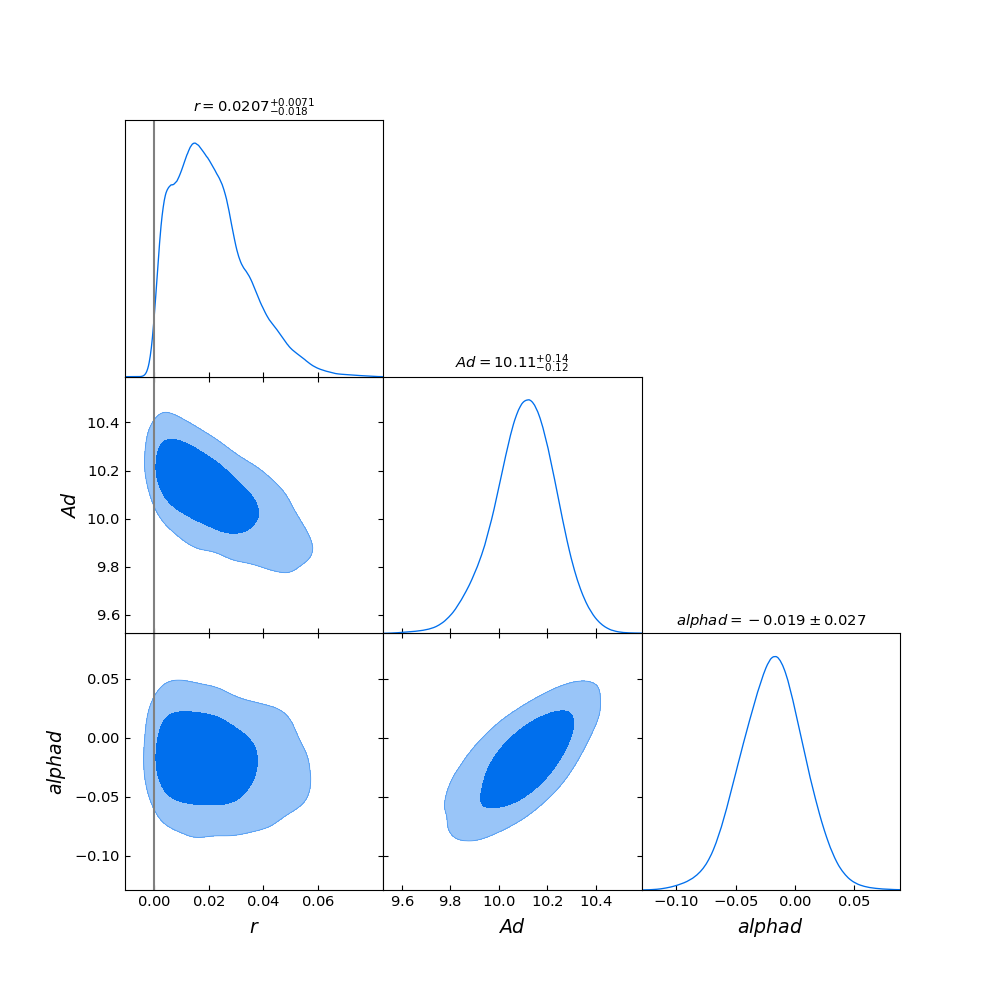 r = 0.0207^{+0.0071}_{-0.018}
Ad = 10.11^{+0.14}_{-0.12}
10.4
10.2
10.0
9.8
9.6
Ad
alphad = −0.019 ± 0.027
0.05
0.00
−0.05
−0.10
alphad
0.00 0.02 0.04 0.06
9.6 9.8 10.0 10.2 10.4
−0.10 −0.05 0.00 0.05
r
Ad
alphad